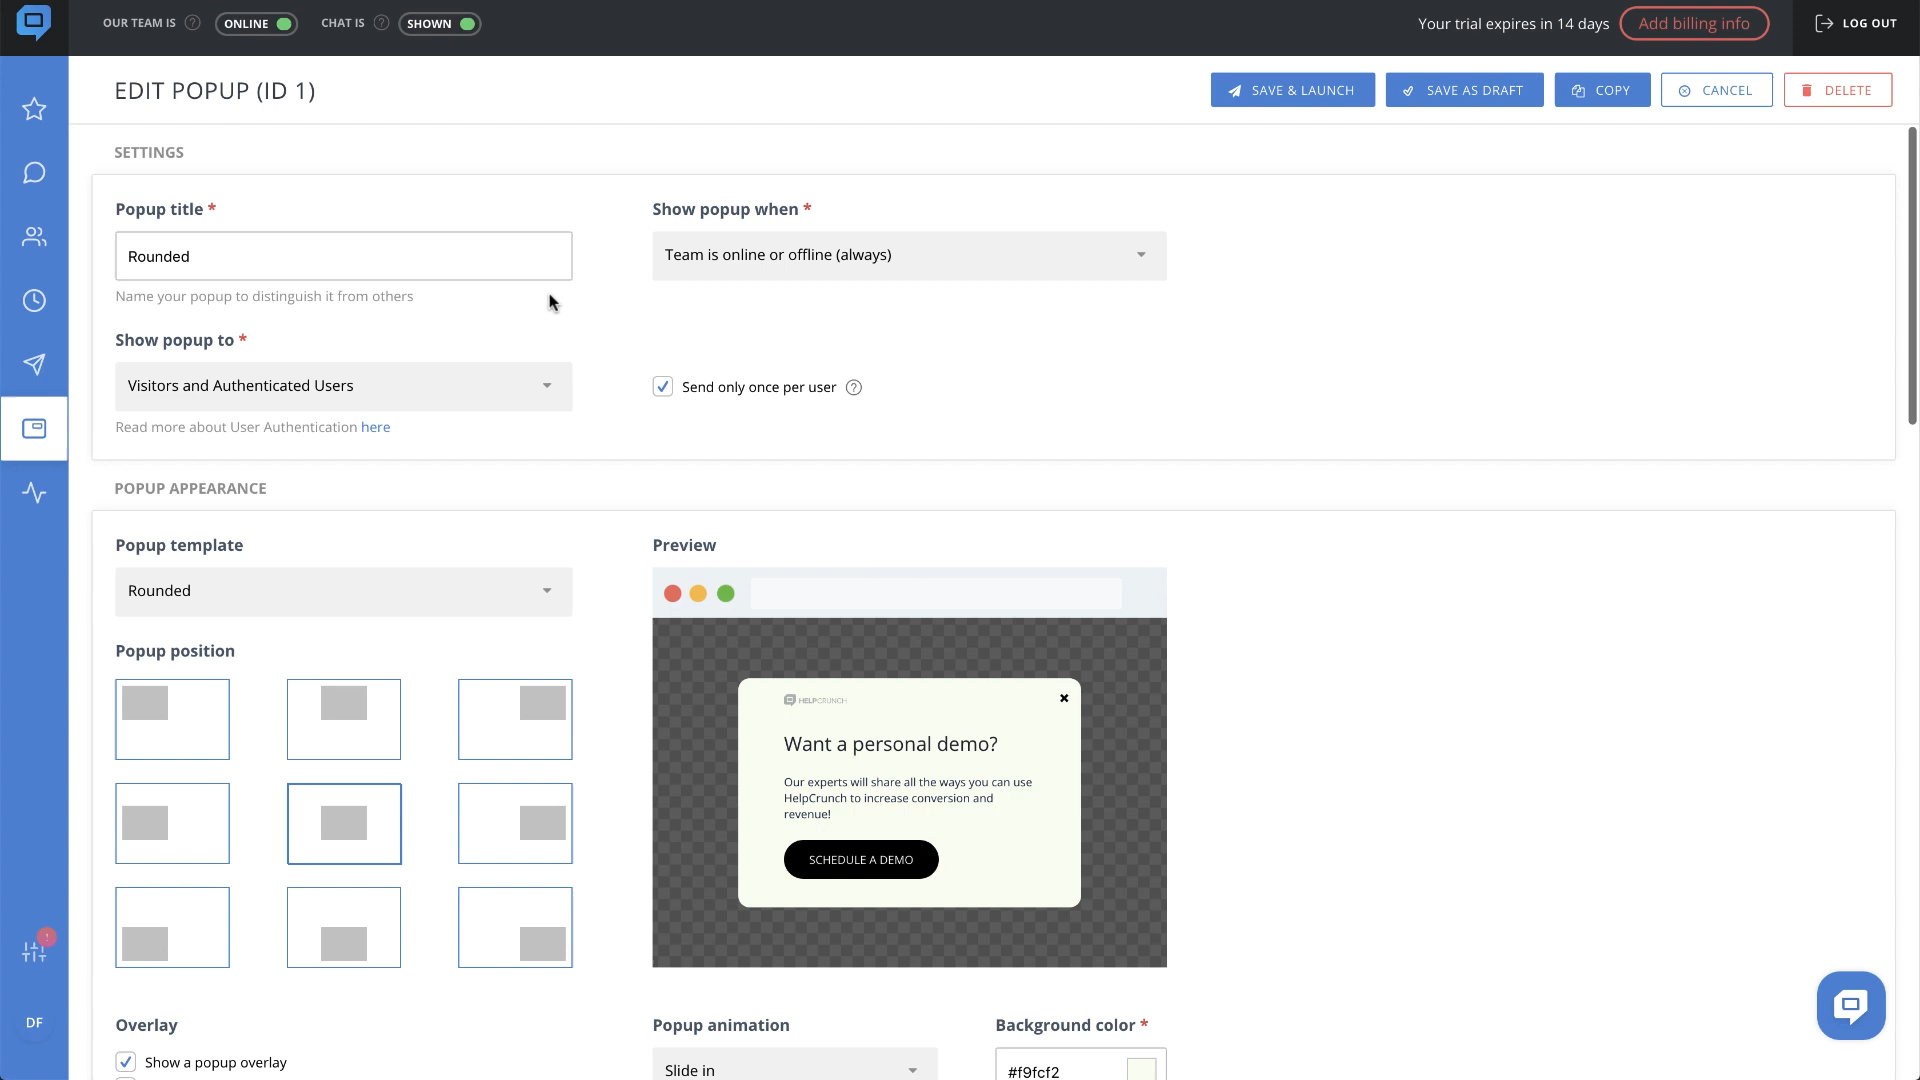 OUR TEAM IS ? ONLINE CHAT IS ? SHOWN Your trial expires in 14 days Add billing info LOG OUT
EDIT POPUP (ID 1) SAVE & LAUNCH SAVE AS DRAFT COPY CANCEL DELETE
SETTINGS
Popup title * Show popup when *
Rounded Team is online or offline (always)
Name your popup to distinguish it from others
Show popup to *
Visitors and Authenticated Users Send only once per user ?
Read more about User Authentication here
POPUP APPEARANCE
Popup template Preview
Rounded
Popup position
HELPCRUNCH
Want a personal demo?
Our experts will share all the ways you can use
HelpCrunch to increase conversion and
revenue!
SCHEDULE A DEMO
!
DF
Overlay Popup animation Background color *
Show a popup overlay Slide in #f9fcf2